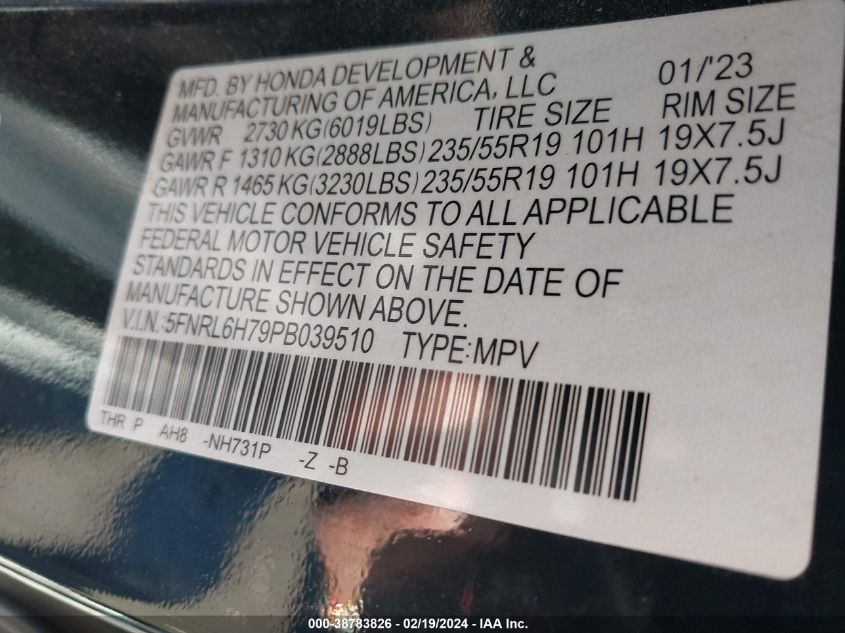 MFD. BY HONDA DEVELOPMENT & 01/'23
MANUFACTURING OF AMERICA, LLC
GVWR 2730 KG(6019LBS) TIRE SIZE RIM SIZE
GAWR F 1310 KG(2888LBS) 235/55R19 101H 19X7.5J
GAWR R 1465 KG(3230LBS) 235/55R19 101H 19X7.5J
THIS VEHICLE CONFORMS TO ALL APPLICABLE
FEDERAL MOTOR VEHICLE SAFETY
STANDARDS IN EFFECT ON THE DATE OF
MANUFACTURE SHOWN ABOVE.
V.I.N.:5FNRL6H79PB039510 TYPE:MPV
THR P AH8 -NH731P -Z -B
000-38783826 - 02/19/2024 - IAA Inc.